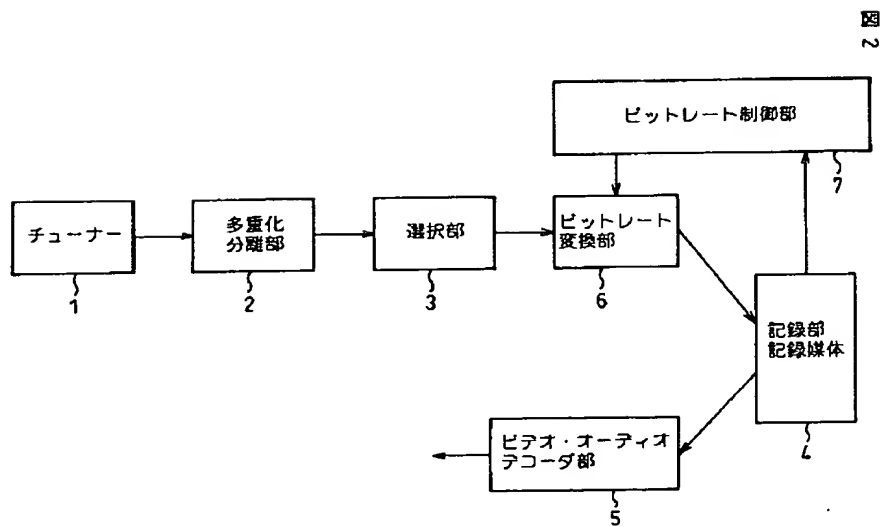 図2
ビットレート制御部
7
チューナー
1
多重化
分離部
2
選択部
3
ビットレート
変換部
6
記録部
記録媒体
4
ビデオ・オーディオ
デコーダ部
5